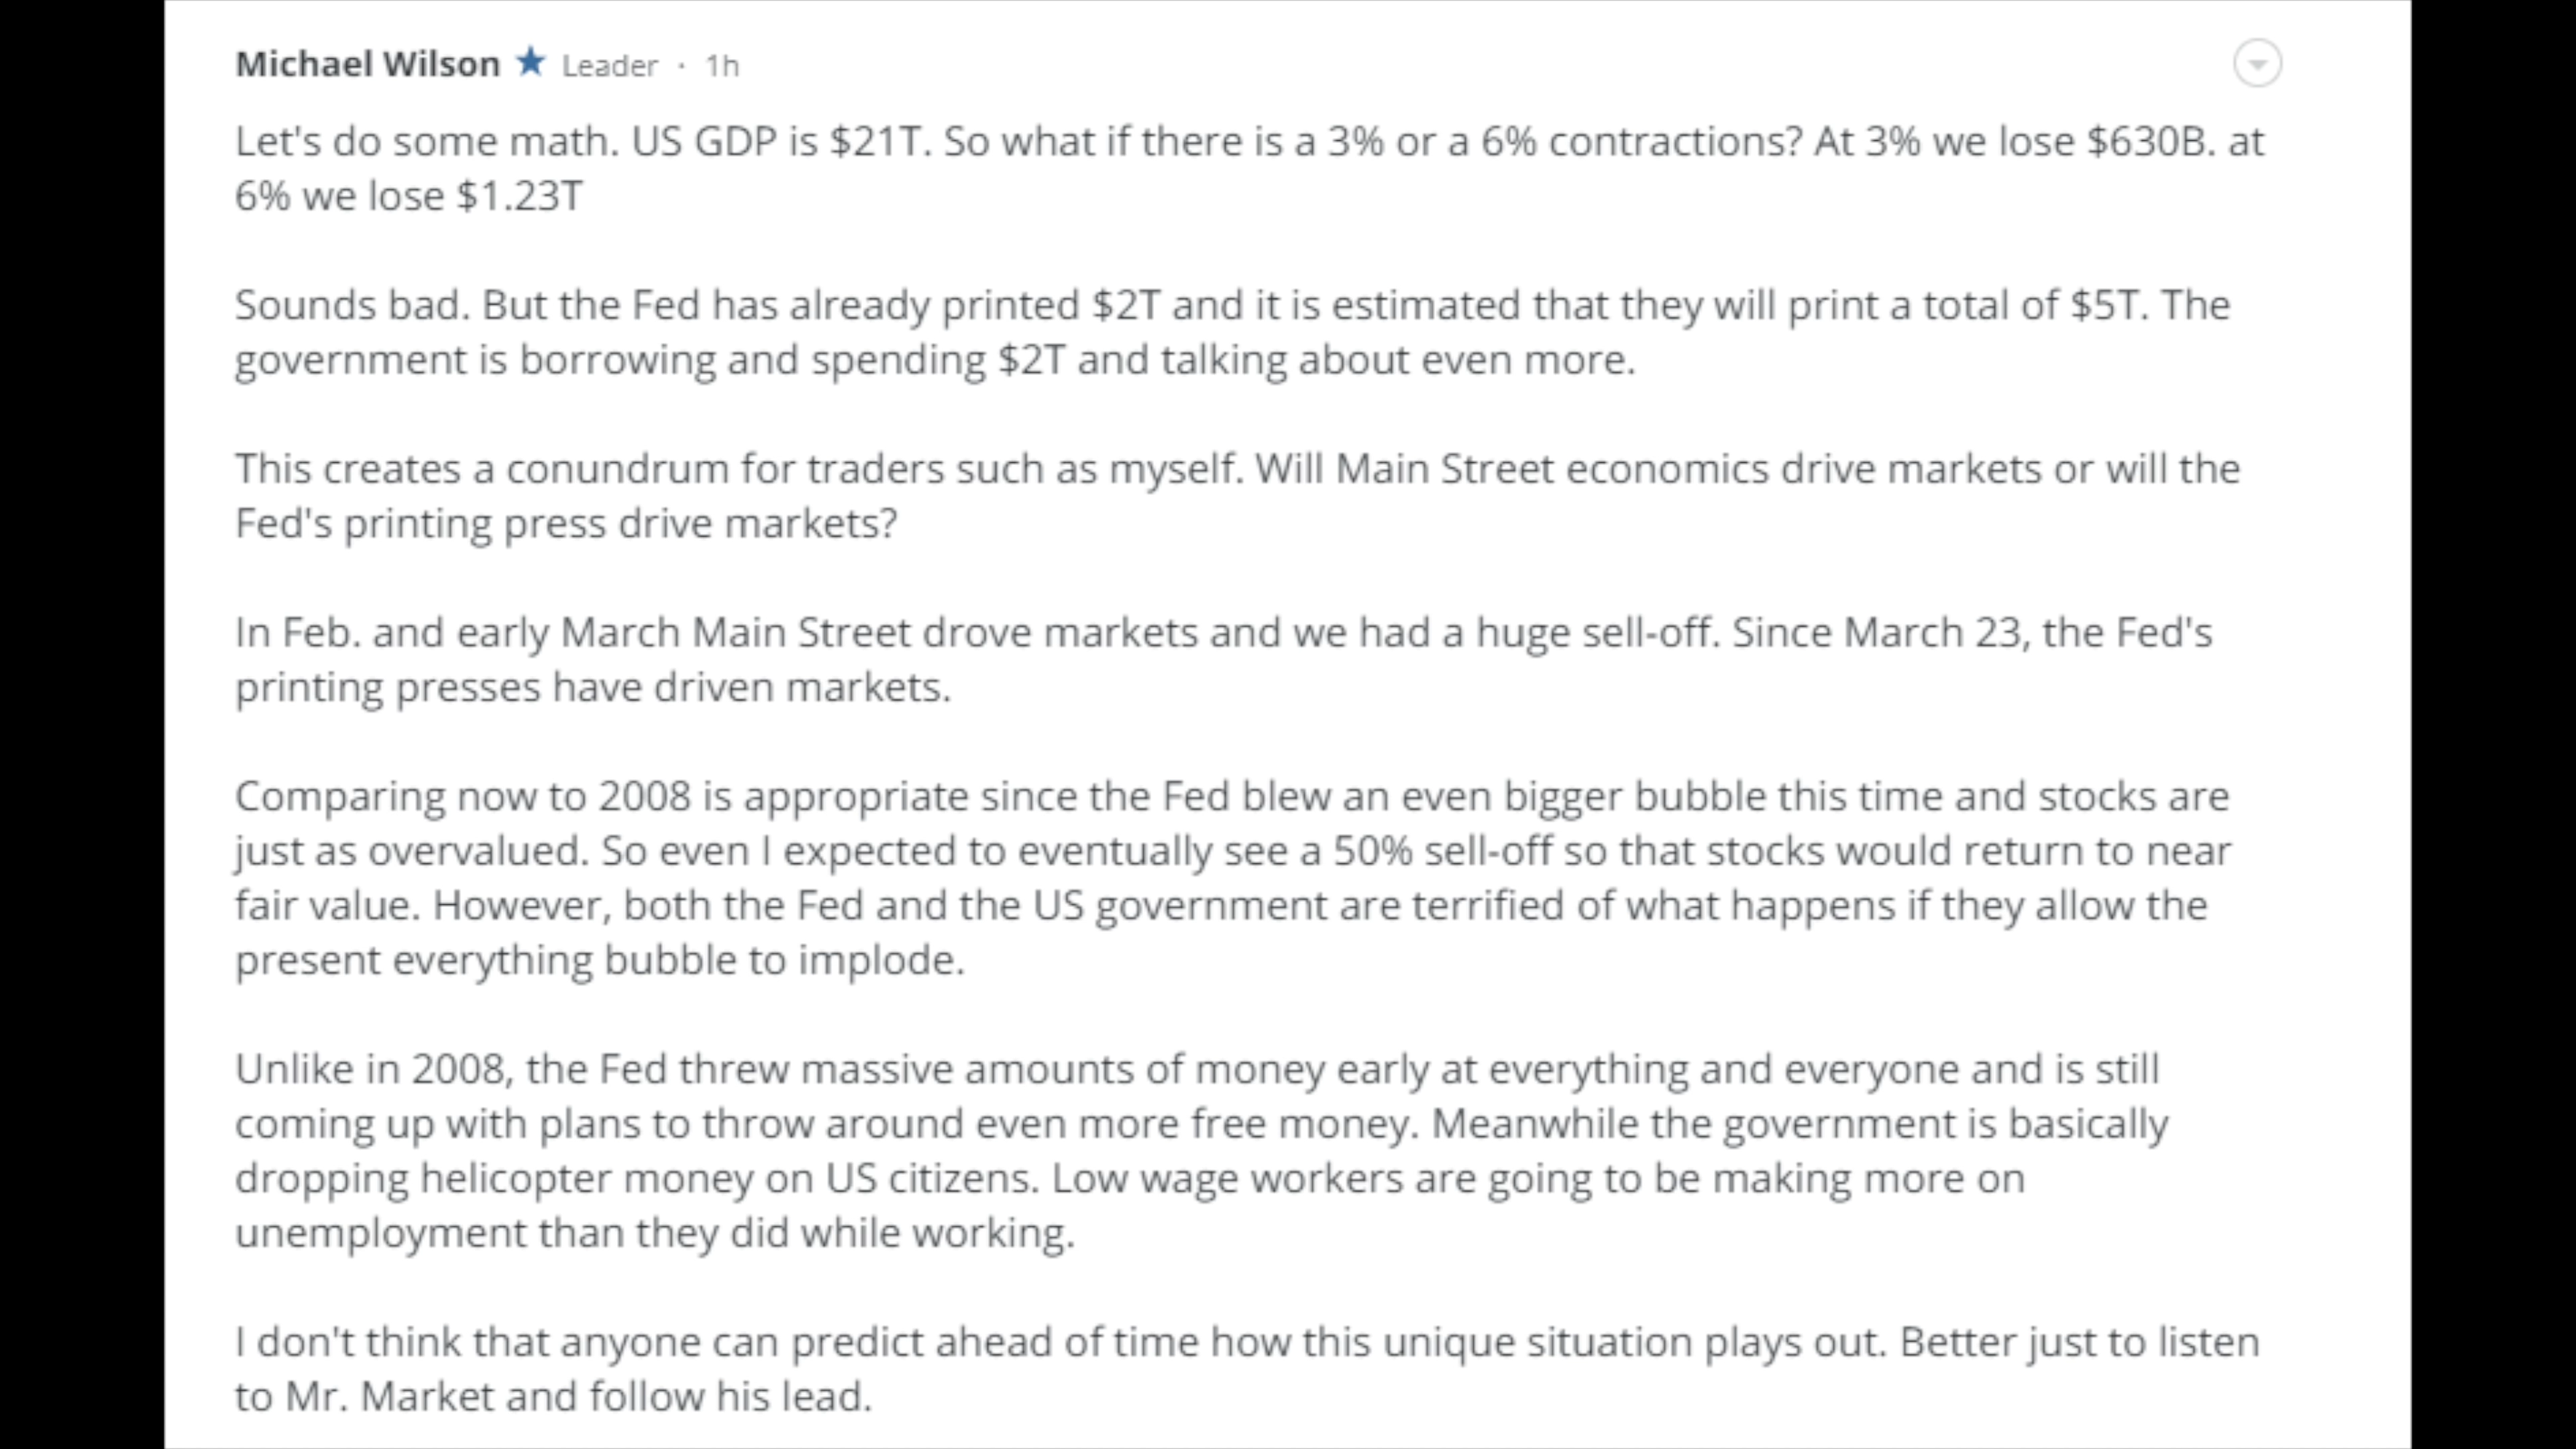 Michael Wilson ★ Leader · 1h
Let's do some math. US GDP is $21T. So what if there is a 3% or a 6% contractions? At 3% we lose $630B. at
6% we lose $1.23T
Sounds bad. But the Fed has already printed $2T and it is estimated that they will print a total of $5T. The
government is borrowing and spending $2T and talking about even more.
This creates a conundrum for traders such as myself. Will Main Street economics drive markets or will the
Fed's printing press drive markets?
In Feb. and early March Main Street drove markets and we had a huge sell-off. Since March 23, the Fed's
printing presses have driven markets.
Comparing now to 2008 is appropriate since the Fed blew an even bigger bubble this time and stocks are
just as overvalued. So even I expected to eventually see a 50% sell-off so that stocks would return to near
fair value. However, both the Fed and the US government are terrified of what happens if they allow the
present everything bubble to implode.
Unlike in 2008, the Fed threw massive amounts of money early at everything and everyone and is still
coming up with plans to throw around even more free money. Meanwhile the government is basically
dropping helicopter money on US citizens. Low wage workers are going to be making more on
unemployment than they did while working.
I don't think that anyone can predict ahead of time how this unique situation plays out. Better just to listen
to Mr. Market and follow his lead.